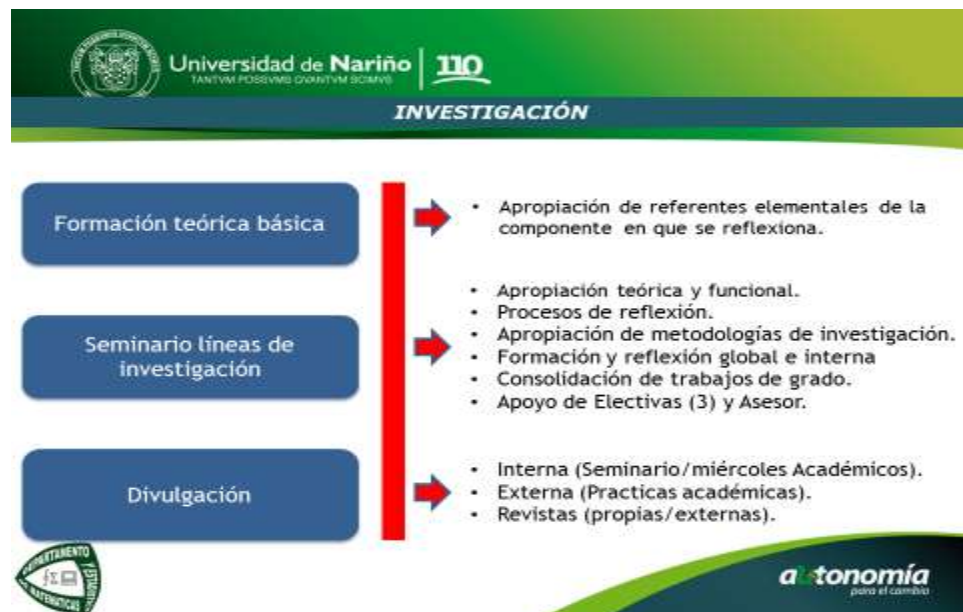 Universidad de Nariño
TANTVM POSSVMVS QVANTVM SCIMVS
110
INVESTIGACIÓN
Formación teórica básica
• Apropiación de referentes elementales de la
componente en que se reflexiona.
Seminario líneas de
investigación
• Apropiación teórica y funcional.
• Procesos de reflexión.
• Apropiación de metodologías de investigación.
• Formación y reflexión global e interna
• Consolidación de trabajos de grado.
• Apoyo de Electivas (3) y Asesor.
Divulgación
• Interna (Seminario/miércoles Académicos).
• Externa (Practicas académicas).
• Revistas (propias/externas).
DEPARTAMENTO
MATEMATICAS
Y ESTADISTICA
autonomía
para el cambio